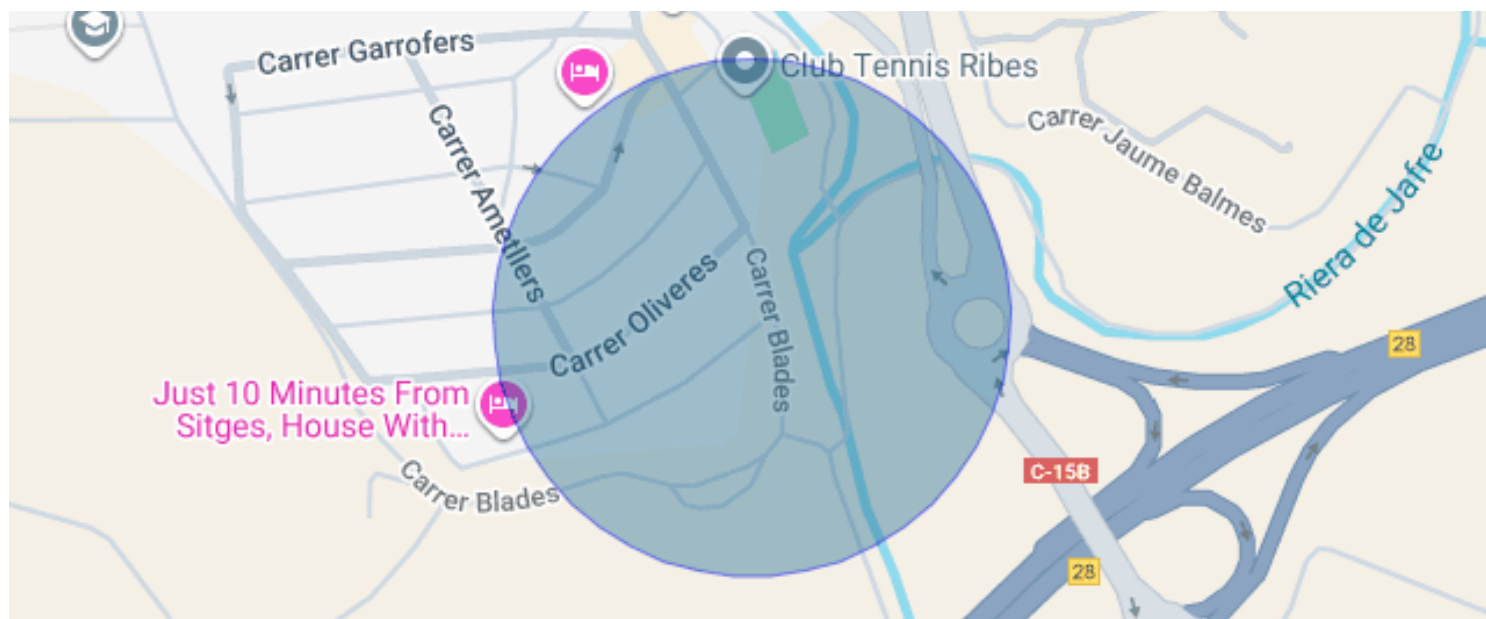 Carrer Garrofers
Club Tennis Ribes
Carrer Jaume Balmes
Carrer Ametllers
Riera de Jafre
Carrer Oliveres
Carrer Blades
28
Just 10 Minutes From
Sitges, House With...
Carrer Blades
C-15B
28